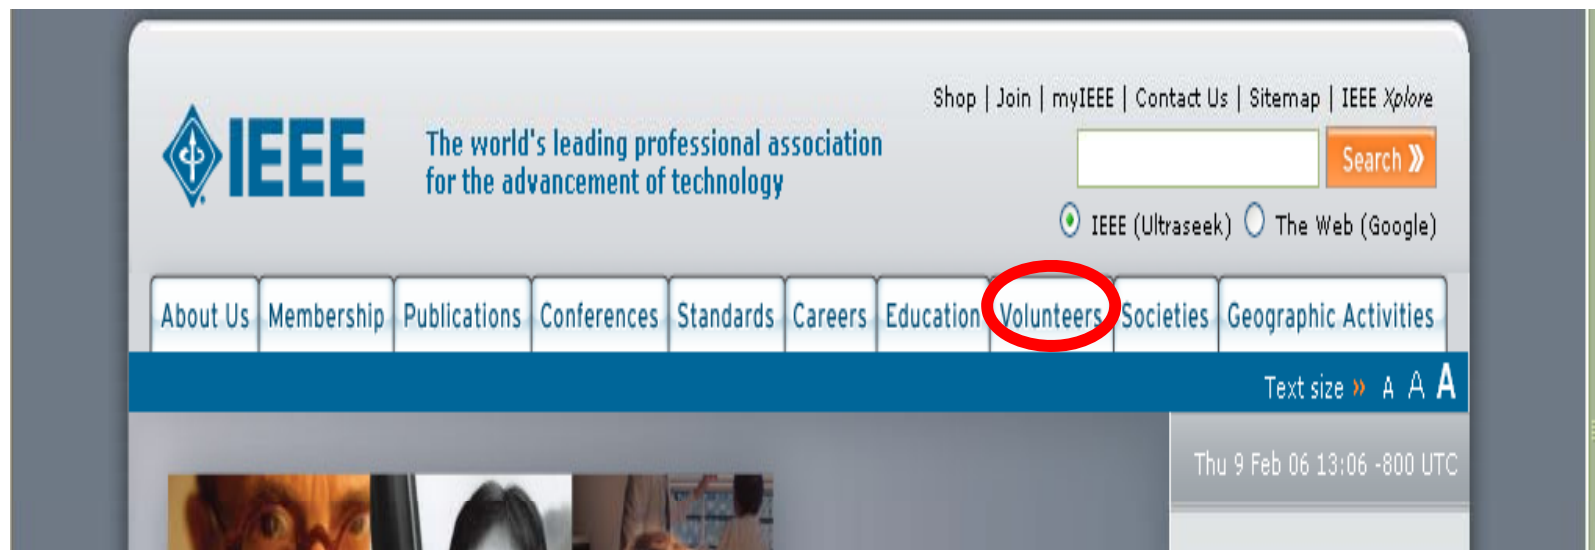 Shop | Join | myIEEE | Contact Us | Sitemap | IEEE Xplore
IEEE
The world's leading professional association
for the advancement of technology
Search »
IEEE (Ultraseek) The Web (Google)
About Us Membership Publications Conferences Standards Careers Education Volunteers Societies Geographic Activities
Text size » A A A
Thu 9 Feb 06 13:06 -800 UTC